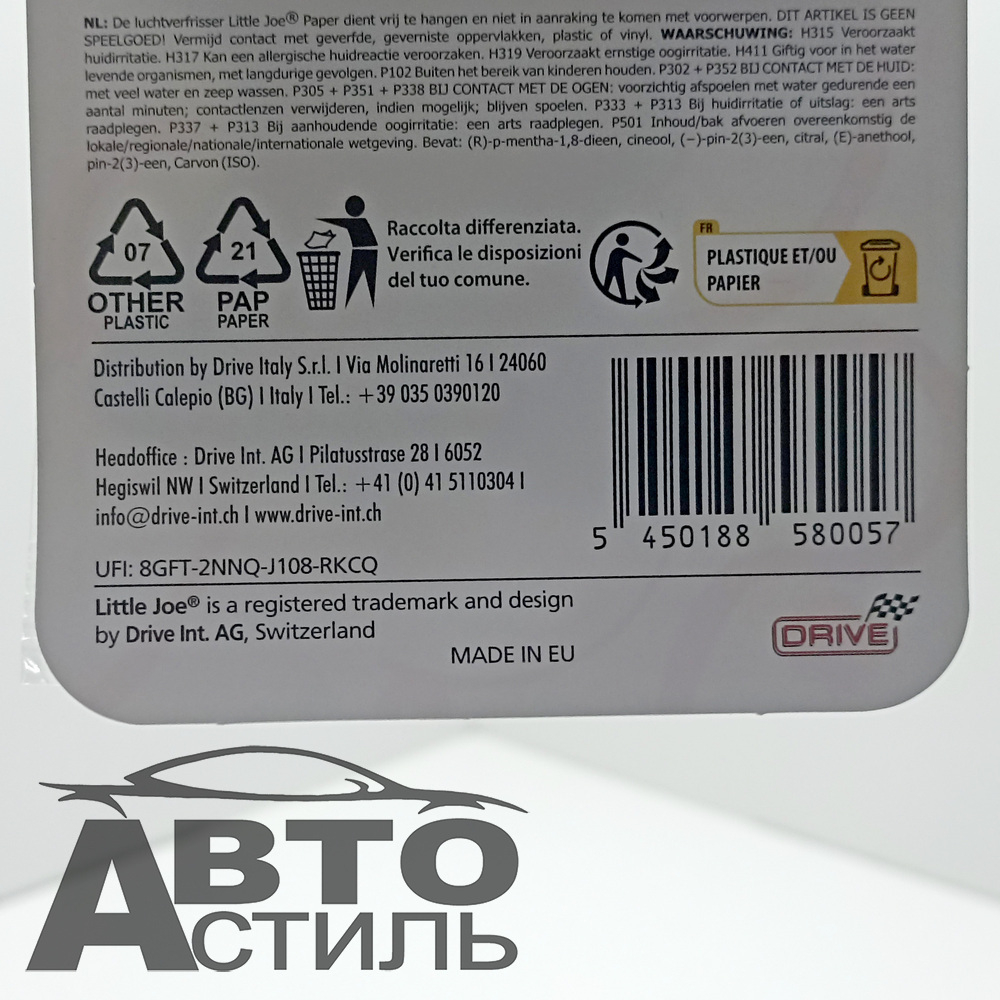 NL: De luchtverfrisser Little Joe® Paper dient vrij te hangen en niet in aanraking te komen met voorwerpen. DIT ARTIKEL IS GEEN
SPEELGOED! Vermijd contact met geverfde, geverniste oppervlakken, plastic of vinyl. WAARSCHUWING: H315 Veroorzaakt
huidirritatie. H317 Kan een allergische huidreactie veroorzaken. H319 Veroorzaakt ernstige oogirritatie. H411 Giftig voor in het water
levende organismen, met langdurige gevolgen. P102 Buiten het bereik van kinderen houden. P302 + P352 BIJ CONTACT MET DE HUID:
met veel water en zeep wassen. P305 + P351 + P338 BIJ CONTACT MET DE OGEN: voorzichtig afspoelen met water gedurende een
aantal minuten; contactlenzen verwijderen, indien mogelijk; blijven spoelen. P333 + P313 Bij huidirritatie of uitslag: een arts
raadplegen. P337 + P313 Bij aanhoudende oogirritatie: een arts raadplegen. P501 Inhoud/bak afvoeren overeenkomstig de
lokale/regionale/nationale/internationale wetgeving. Bevat: (R)-p-mentha-1,8-dieen, cineool, (−)-pin-2(3)-een, citral, (E)-anethool,
pin-2(3)-een, Carvon (ISO).
07
OTHER
PLASTIC
21
PAP
PAPER
Raccolta differenziata.
Verifica le disposizioni
del tuo comune.
FR
PLASTIQUE ET/OU
PAPIER
Distribution by Drive Italy S.r.l. I Via Molinaretti 16 I 24060
Castelli Calepio (BG) I Italy I Tel.: +39 035 0390120
Headoffice : Drive Int. AG I Pilatusstrase 28 I 6052
Hegiswil NW I Switzerland I Tel.: +41 (0) 41 5110304 I
info@drive-int.ch I www.drive-int.ch
UFI: 8GFT-2NNQ-J108-RKCQ
5 450188 580057
Little Joe® is a registered trademark and design
by Drive Int. AG, Switzerland
MADE IN EU
DRIVE
АВТО
СТИЛЬ